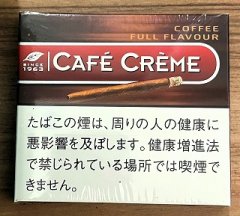 COFFEE
FULL FLAVOUR
SINCE
1963
CAFÉ CRÈME
たばこの煙は、周りの人の健康に
悪影響を及ぼします。健康増進法
で禁じられている場所では喫煙で
きません。